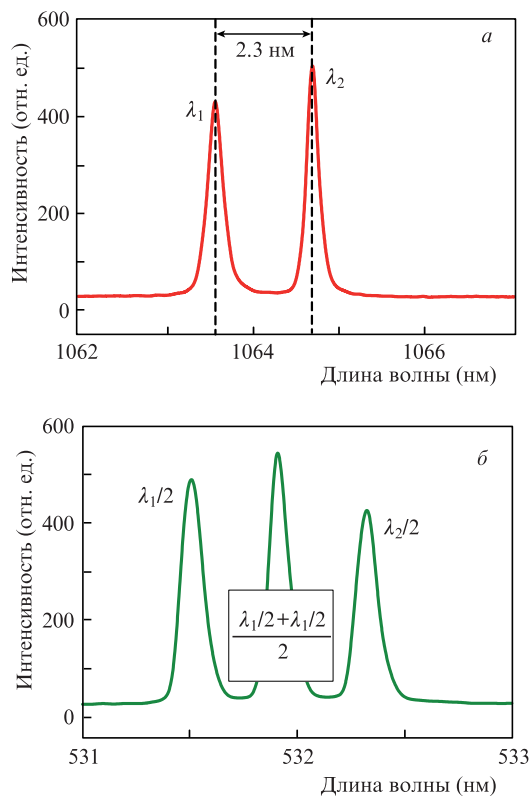 600
а
2.3 нм
λ1
λ2
400
200
0
Интенсивность (отн. ед.)
1062
1064
1066
Длина волны (нм)
600
б
λ1/2
λ2/2
400
λ1/2+λ1/2
2
200
0
Интенсивность (отн. ед.)
531
532
533
Длина волны (нм)